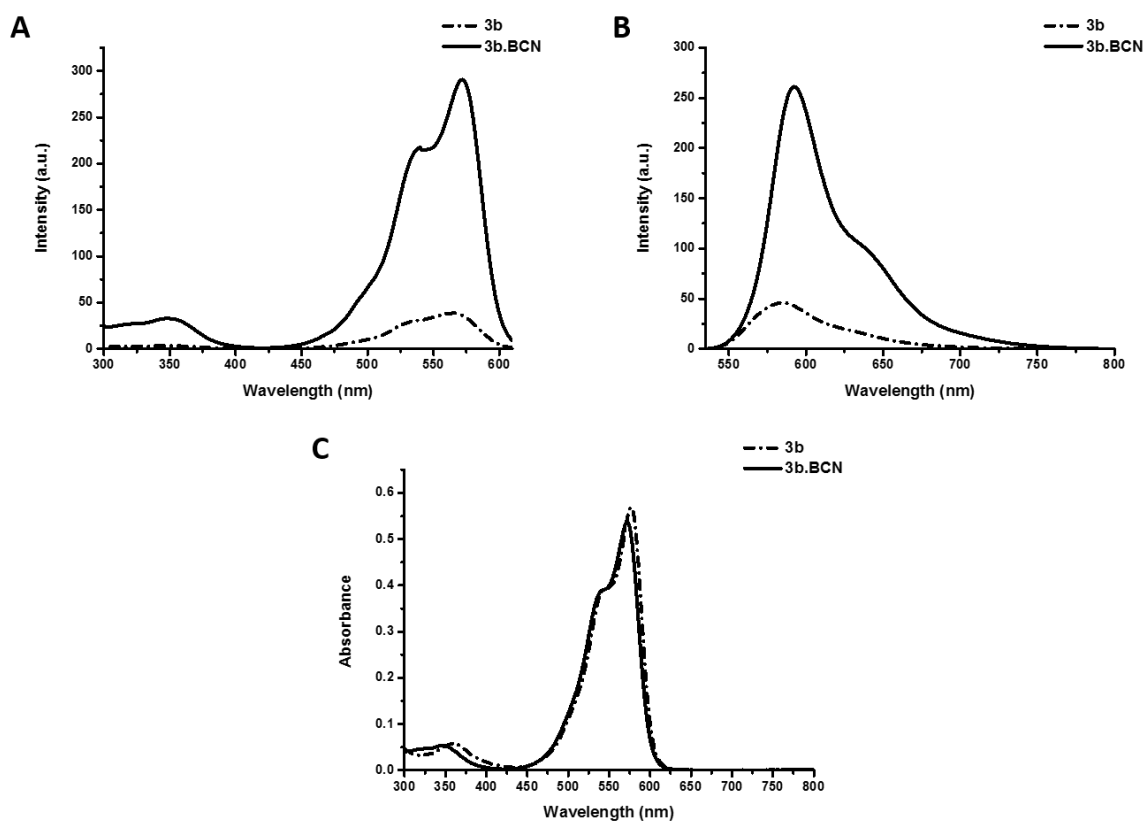 A
3b
3b.BCN
Intensity (a.u.)
300
250
200
150
100
50
0
300 350 400 450 500 550 600
Wavelength (nm)
B
3b
3b.BCN
Intensity (a.u.)
300
250
200
150
100
50
0
550 600 650 700 750 800
Wavelength (nm)
C
3b
3b.BCN
Absorbance
0.6
0.5
0.4
0.3
0.2
0.1
0.0
300 350 400 450 500 550 600 650 700 750 800
Wavelength (nm)